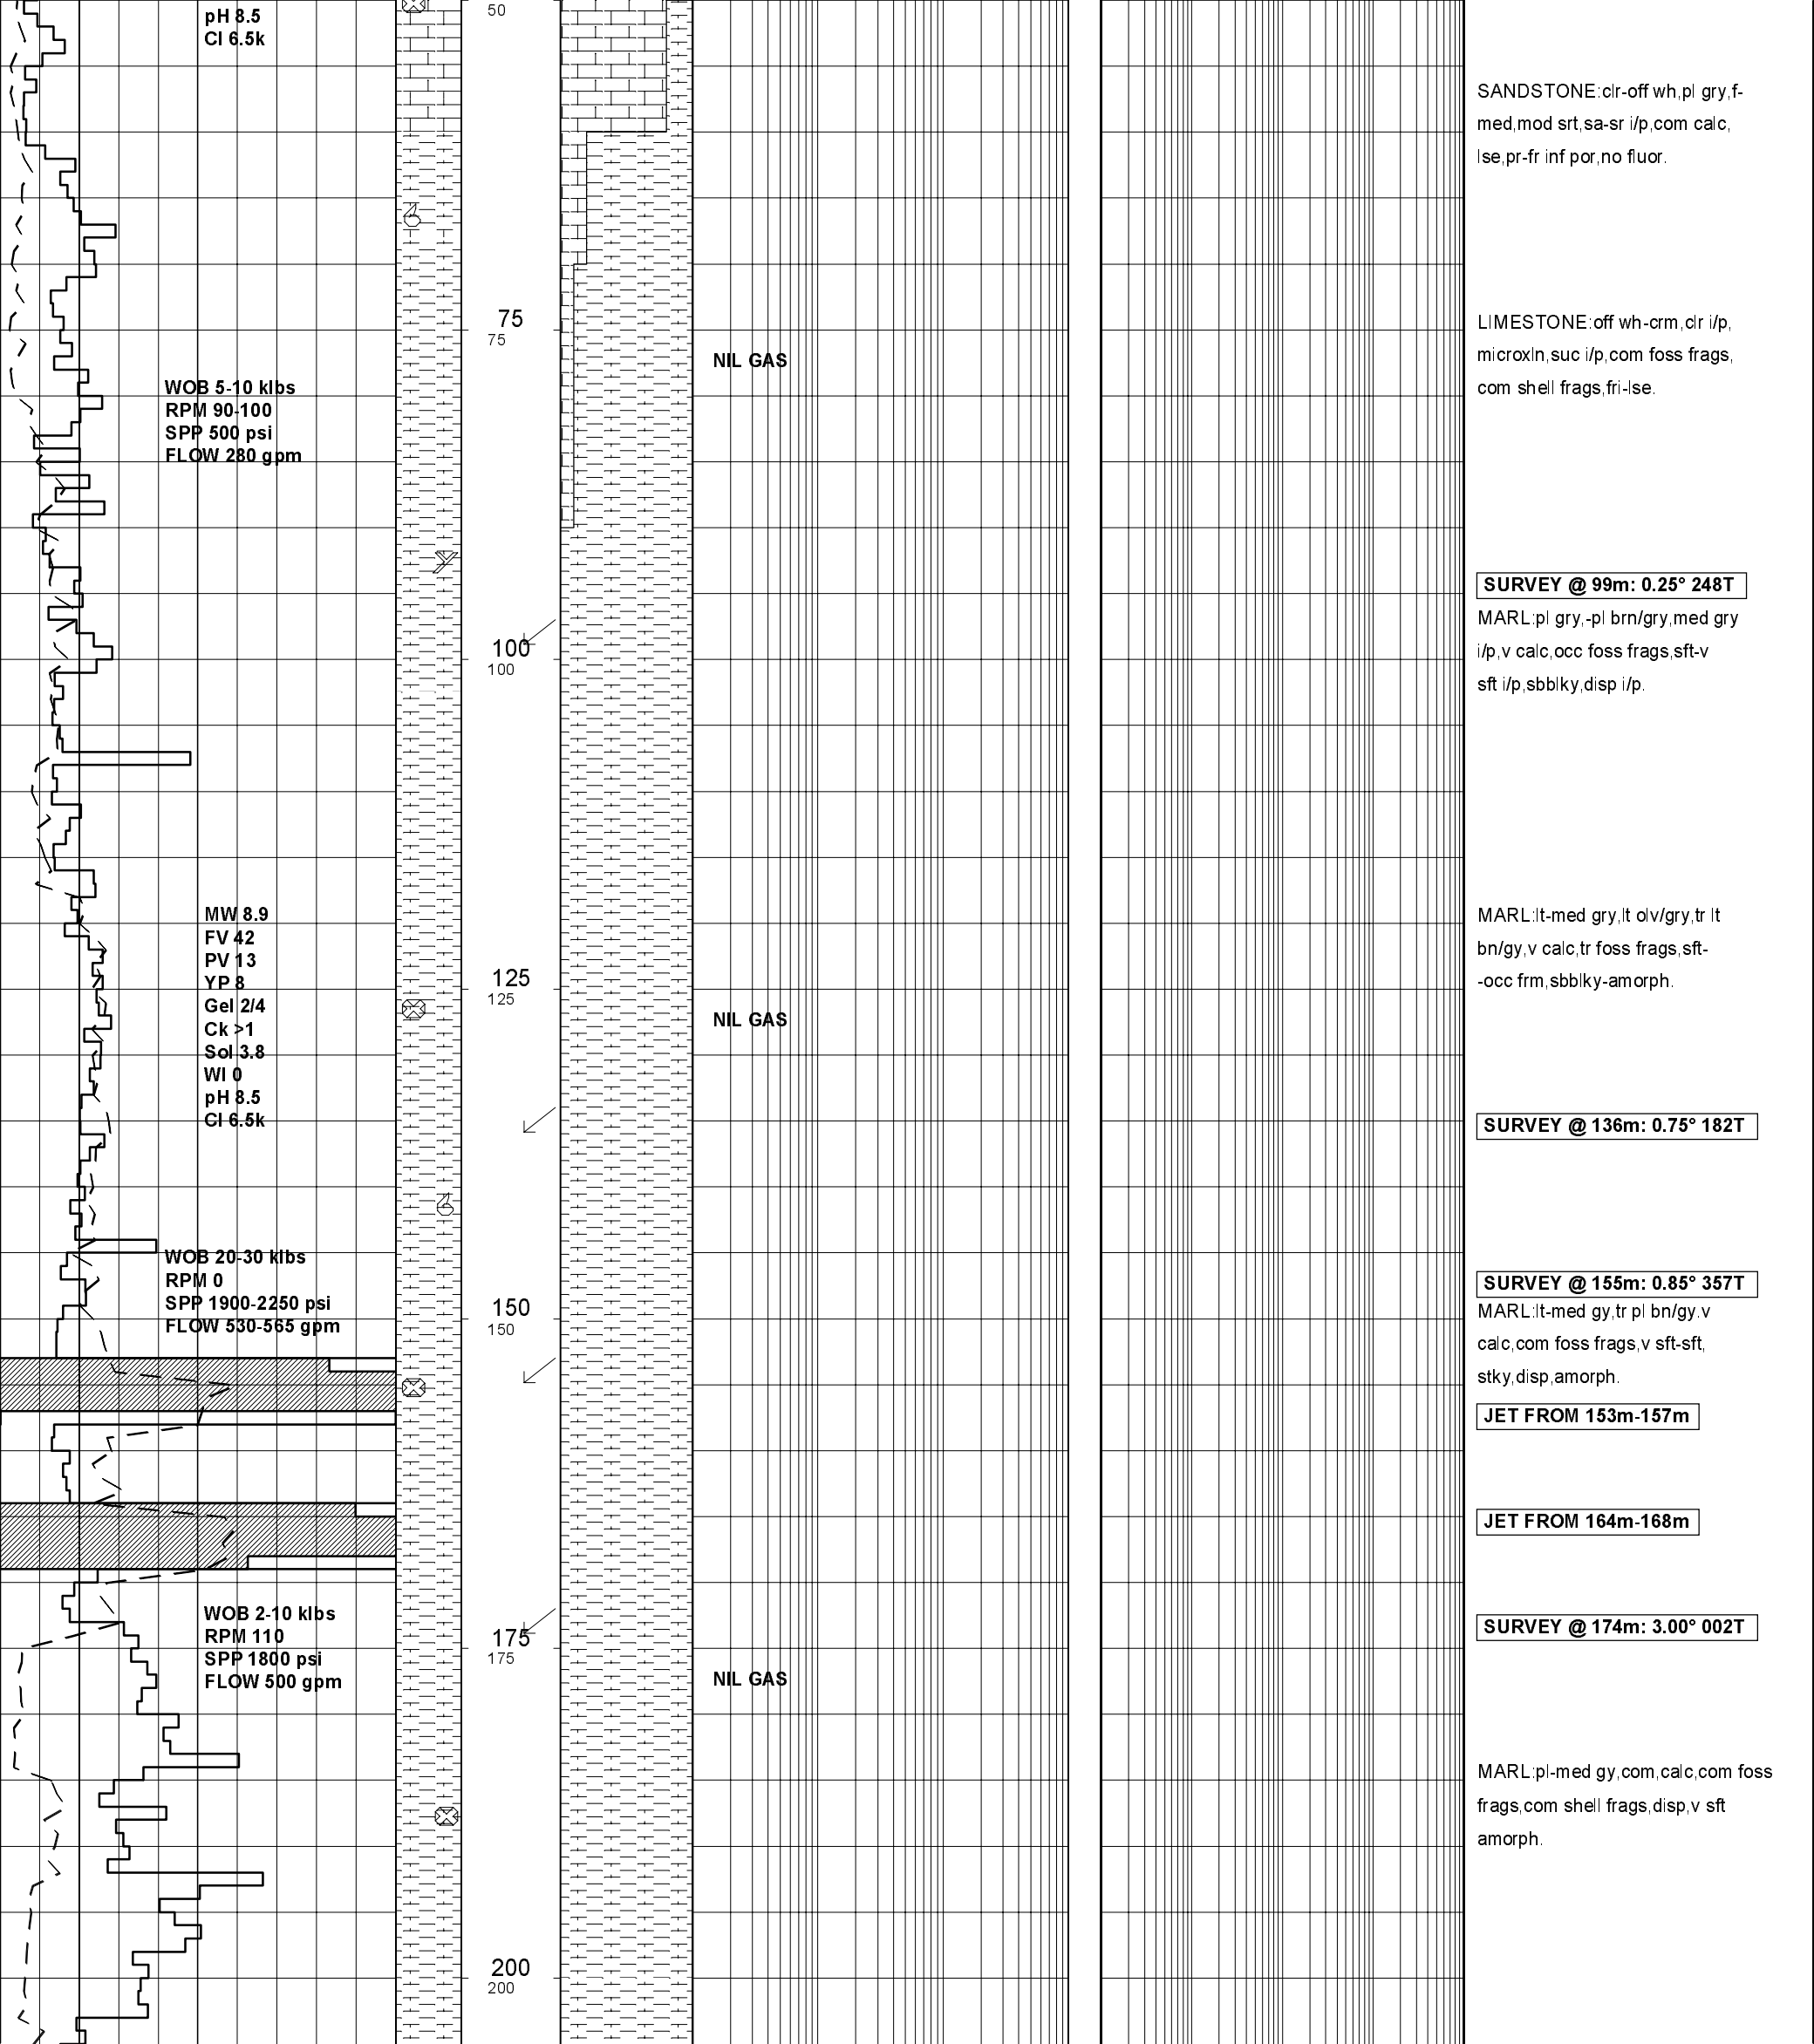 pH 8.5
Cl 6.5k
50
SANDSTONE:clr-off wh,pl gry,f-
med,mod srt,sa-sr i/p,com calc,
lse,pr-fr inf por,no fluor.
75
75
LIMESTONE:off wh-crm,clr i/p,
microxln,suc i/p,com foss frags,
com shell frags,fri-lse.
NIL GAS
WOB 5-10 klbs
RPM 90-100
SPP 500 psi
FLOW 280 gpm
SURVEY @ 99m: 0.25° 248T
MARL:pl gry,-pl brn/gry,med gry
i/p,v calc,occ foss frags,sft-v
sft i/p,sbblky,disp i/p.
100
100
MW 8.9
FV 42
PV 13
YP 8
Gel 2/4
Ck >1
Sol 3.8
Wl 0
pH 8.5
Cl 6.5k
MARL:lt-med gry,lt olv/gry,tr lt
bn/gy,v calc,tr foss frags,sft-
-occ frm,sbblky-amorph.
125
125
NIL GAS
SURVEY @ 136m: 0.75° 182T
WOB 20-30 klbs
RPM 0
SPP 1900-2250 psi
FLOW 530-565 gpm
150
150
SURVEY @ 155m: 0.85° 357T
MARL:lt-med gy,tr pl bn/gy.v
calc,com foss frags,v sft-sft,
stky,disp,amorph.
JET FROM 153m-157m
JET FROM 164m-168m
WOB 2-10 klbs
RPM 110
SPP 1800 psi
FLOW 500 gpm
175
175
SURVEY @ 174m: 3.00° 002T
NIL GAS
MARL:pl-med gy,com,calc,com foss
frags,com shell frags,disp,v sft
amorph.
200
200